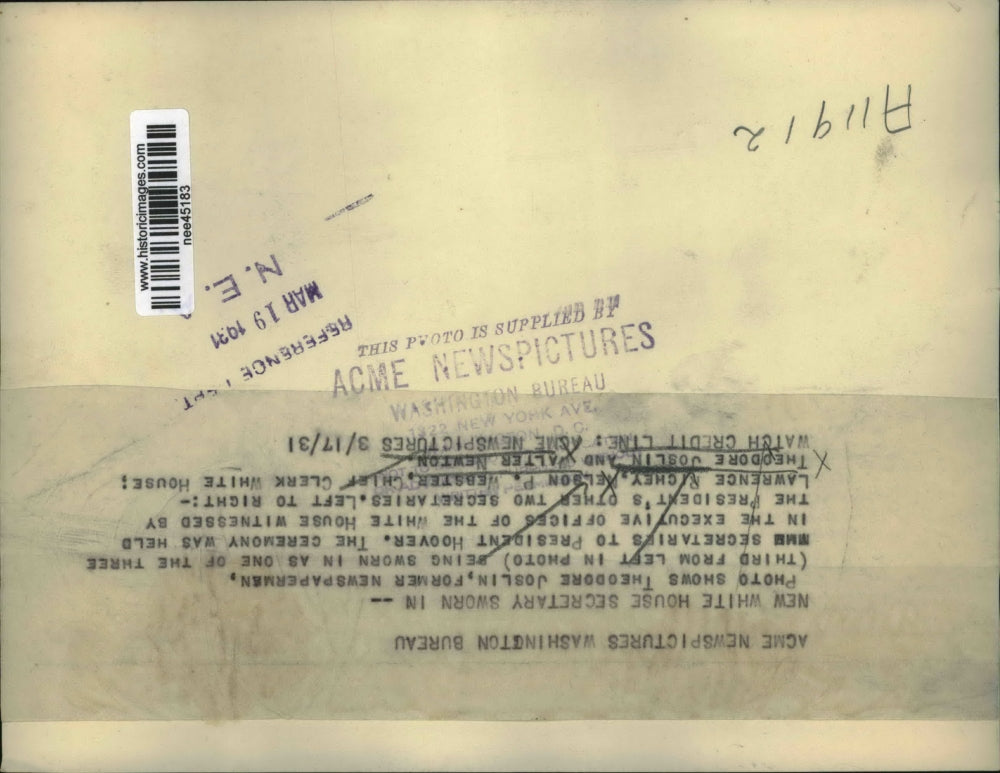 A11912
www.historicimages.com
nee45183
N. E.
MAR 19 1931
REFERENCE
THIS PHOTO IS SUPPLIED BY
ACME NEWSPICTURES
WASHINGTON BUREAU
1322 NEW YORK AVE.
D. C.
ACME NEWSPICTURES WASHINGTON BUREAU
NEW WHITE HOUSE SECRETARY SWORN IN --
PHOTO SHOWS THEODORE JOSLIN, FORMER NEWSPAPERMEN,
(THIRD FROM LEFT IN PHOTO) BEING SWORN IN AS ONE OF THE THREE
SECRETARIES TO PRESIDENT HOOVER. THE CEREMONY WAS HELD
IN THE EXECUTIVE OFFICES OF THE WHITE HOUSE WITNESSED BY
THE PRESIDENT'S OTHER TWO SECRETARIES. LEFT TO RIGHT:-
LAWRENCE RICHEY, NELSON P. WEBSTER, CHIEF CLERK WHITE HOUSE;
THEODORE JOSLIN AND WALTER NEWTON.
WATCH CREDIT LINE: ACME NEWSPICTURES 3/17/31